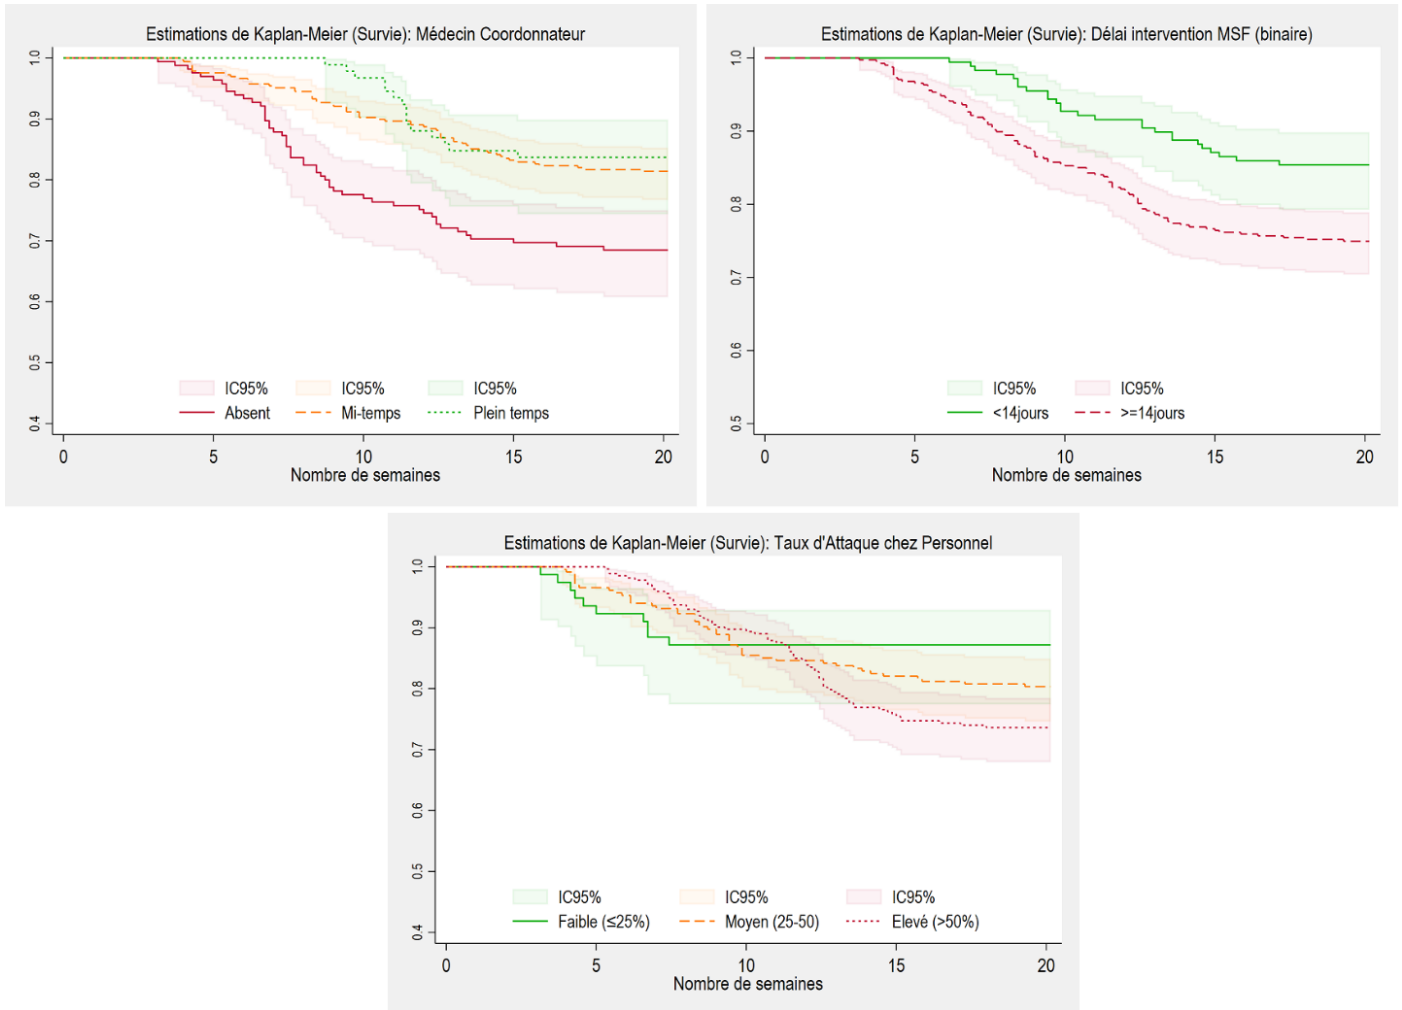 Estimations de Kaplan-Meier (Survie): Médecin Coordonnateur
1.0
0.9
0.8
0.7
0.6
0.5
0.4
IC95% IC95% IC95%
Absent Mi-temps Plein temps
0 5 10 15 20
Nombre de semaines
Estimations de Kaplan-Meier (Survie): Délai intervention MSF (binaire)
1.0
0.9
0.8
0.7
0.6
0.5
IC95% IC95%
<14jours >=14jours
0 5 10 15 20
Nombre de semaines
Estimations de Kaplan-Meier (Survie): Taux d'Attaque chez Personnel
1.0
0.9
0.8
0.7
0.6
0.5
0.4
IC95% IC95% IC95%
Faible (≤25%) Moyen (25-50) Elevé (>50%)
0 5 10 15 20
Nombre de semaines